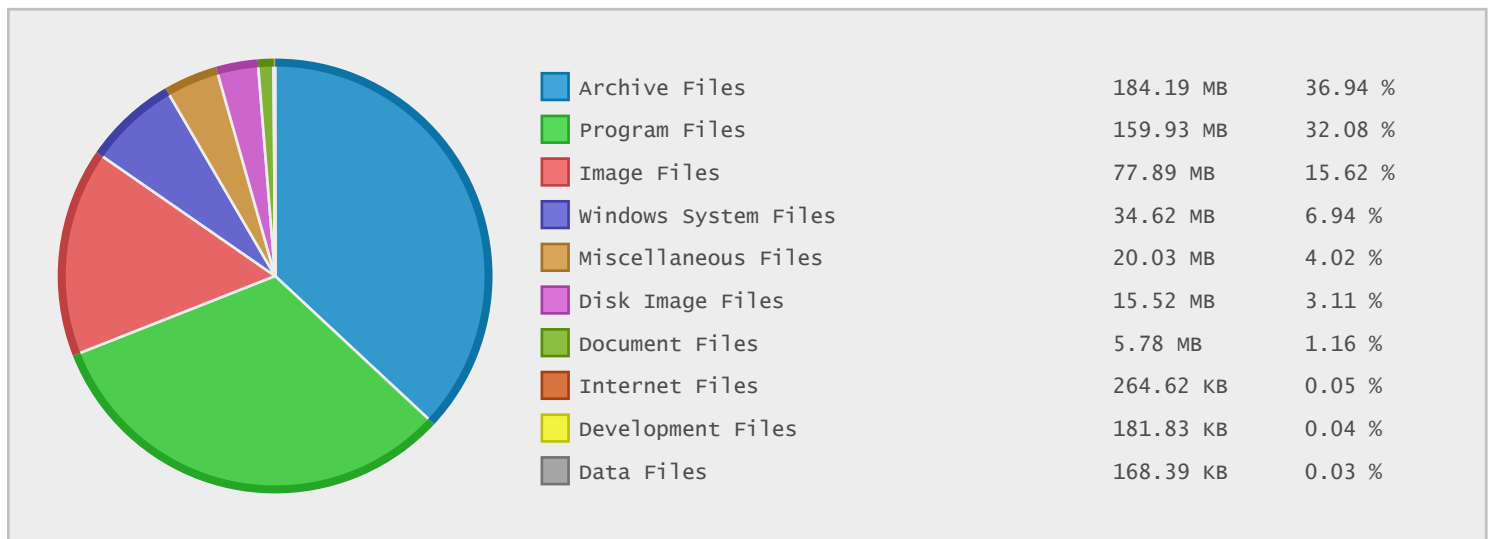 Archive Files 184.19 MB 36.94 %
Program Files 159.93 MB 32.08 %
Image Files 77.89 MB 15.62 %
Windows System Files 34.62 MB 6.94 %
Miscellaneous Files 20.03 MB 4.02 %
Disk Image Files 15.52 MB 3.11 %
Document Files 5.78 MB 1.16 %
Internet Files 264.62 KB 0.05 %
Development Files 181.83 KB 0.04 %
Data Files 168.39 KB 0.03 %